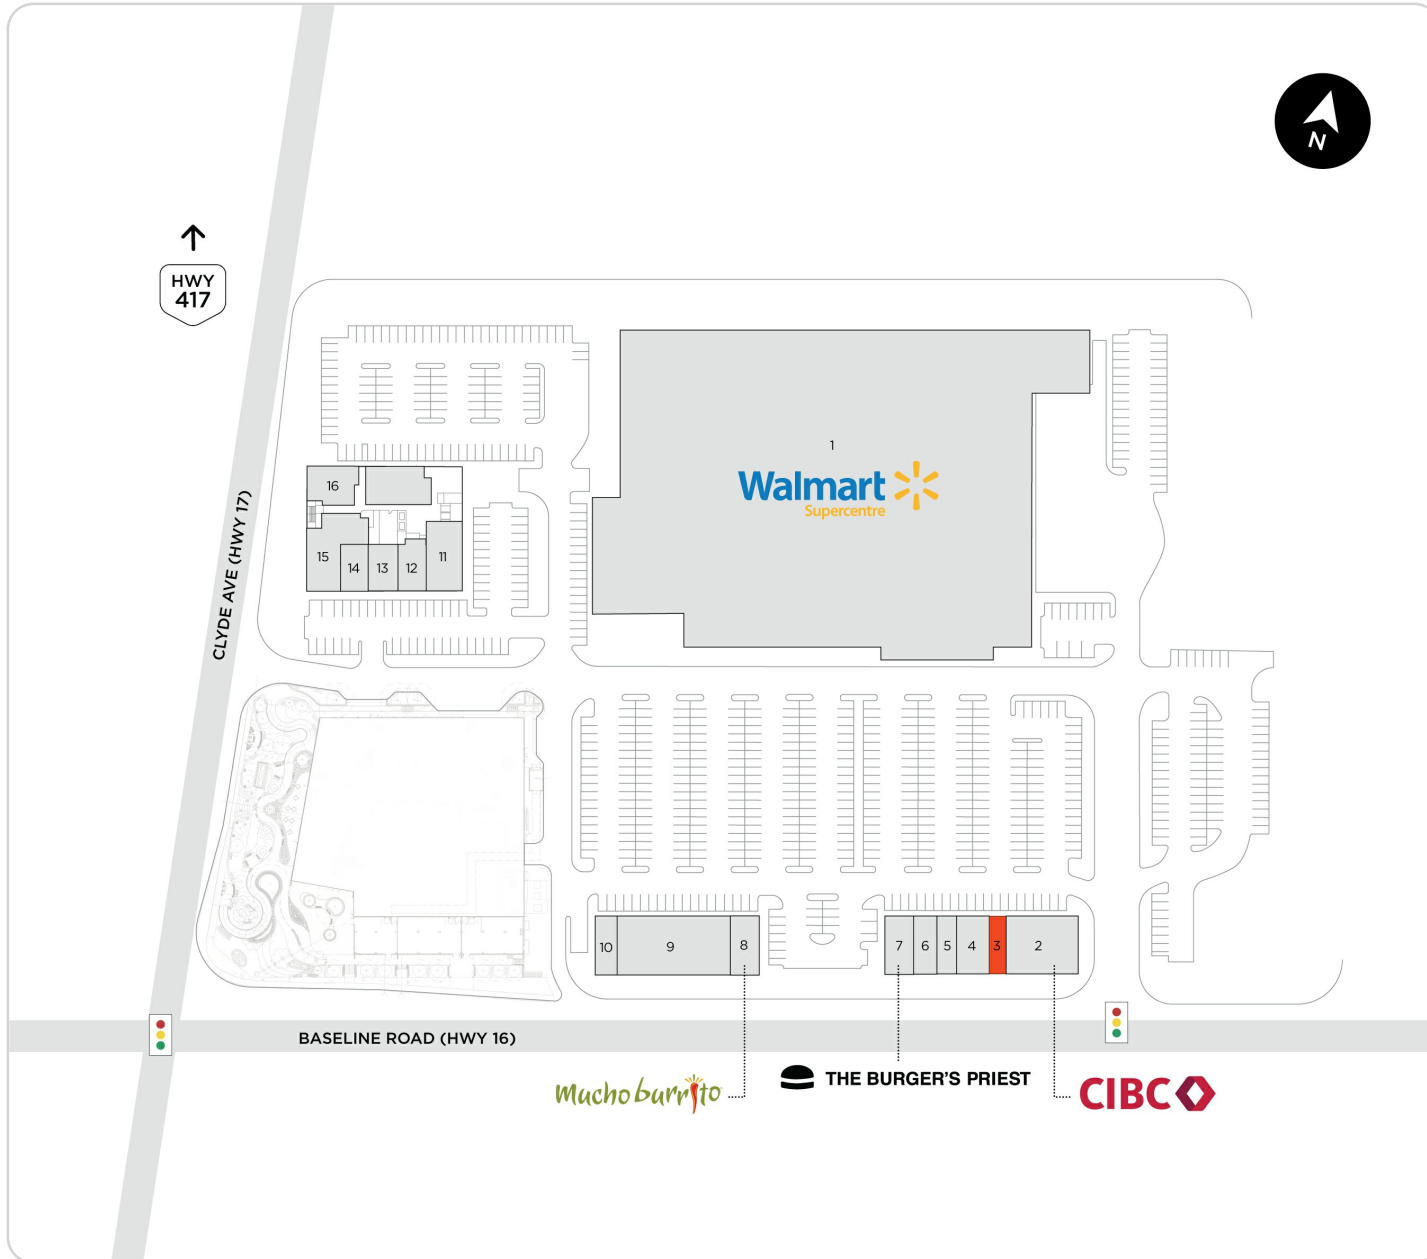 N
HWY
417
CLYDE AVE (HWY 17)
1
Walmart
Supercentre
16
15
14
13
12
11
10
9
8
7
6
5
4
3
2
BASELINE ROAD (HWY 16)
mucho burrito
THE BURGER'S PRIEST
CIBC